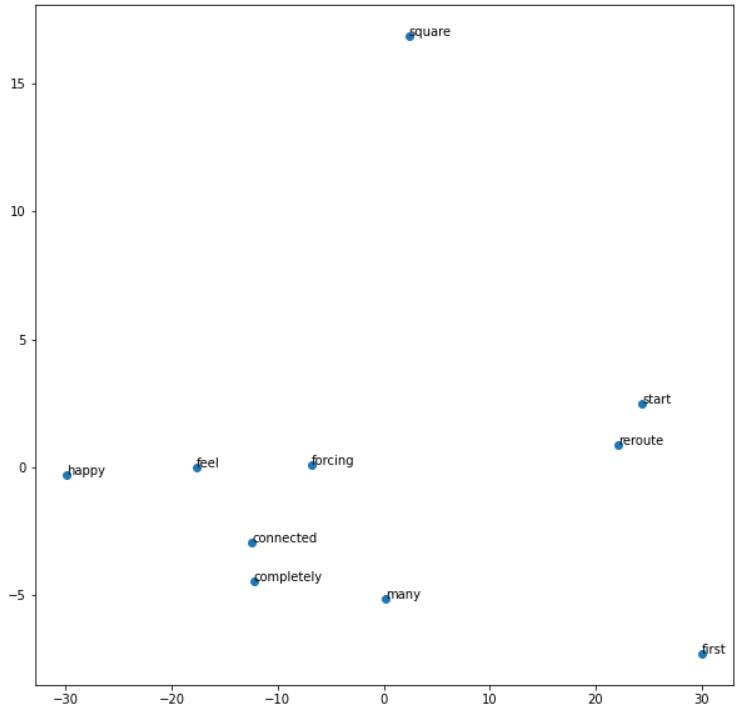 square
15
10
5
start
reroute
0
happy
feel
forcing
connected
completely
−5
many
first
−30
−20
−10
0
10
20
30